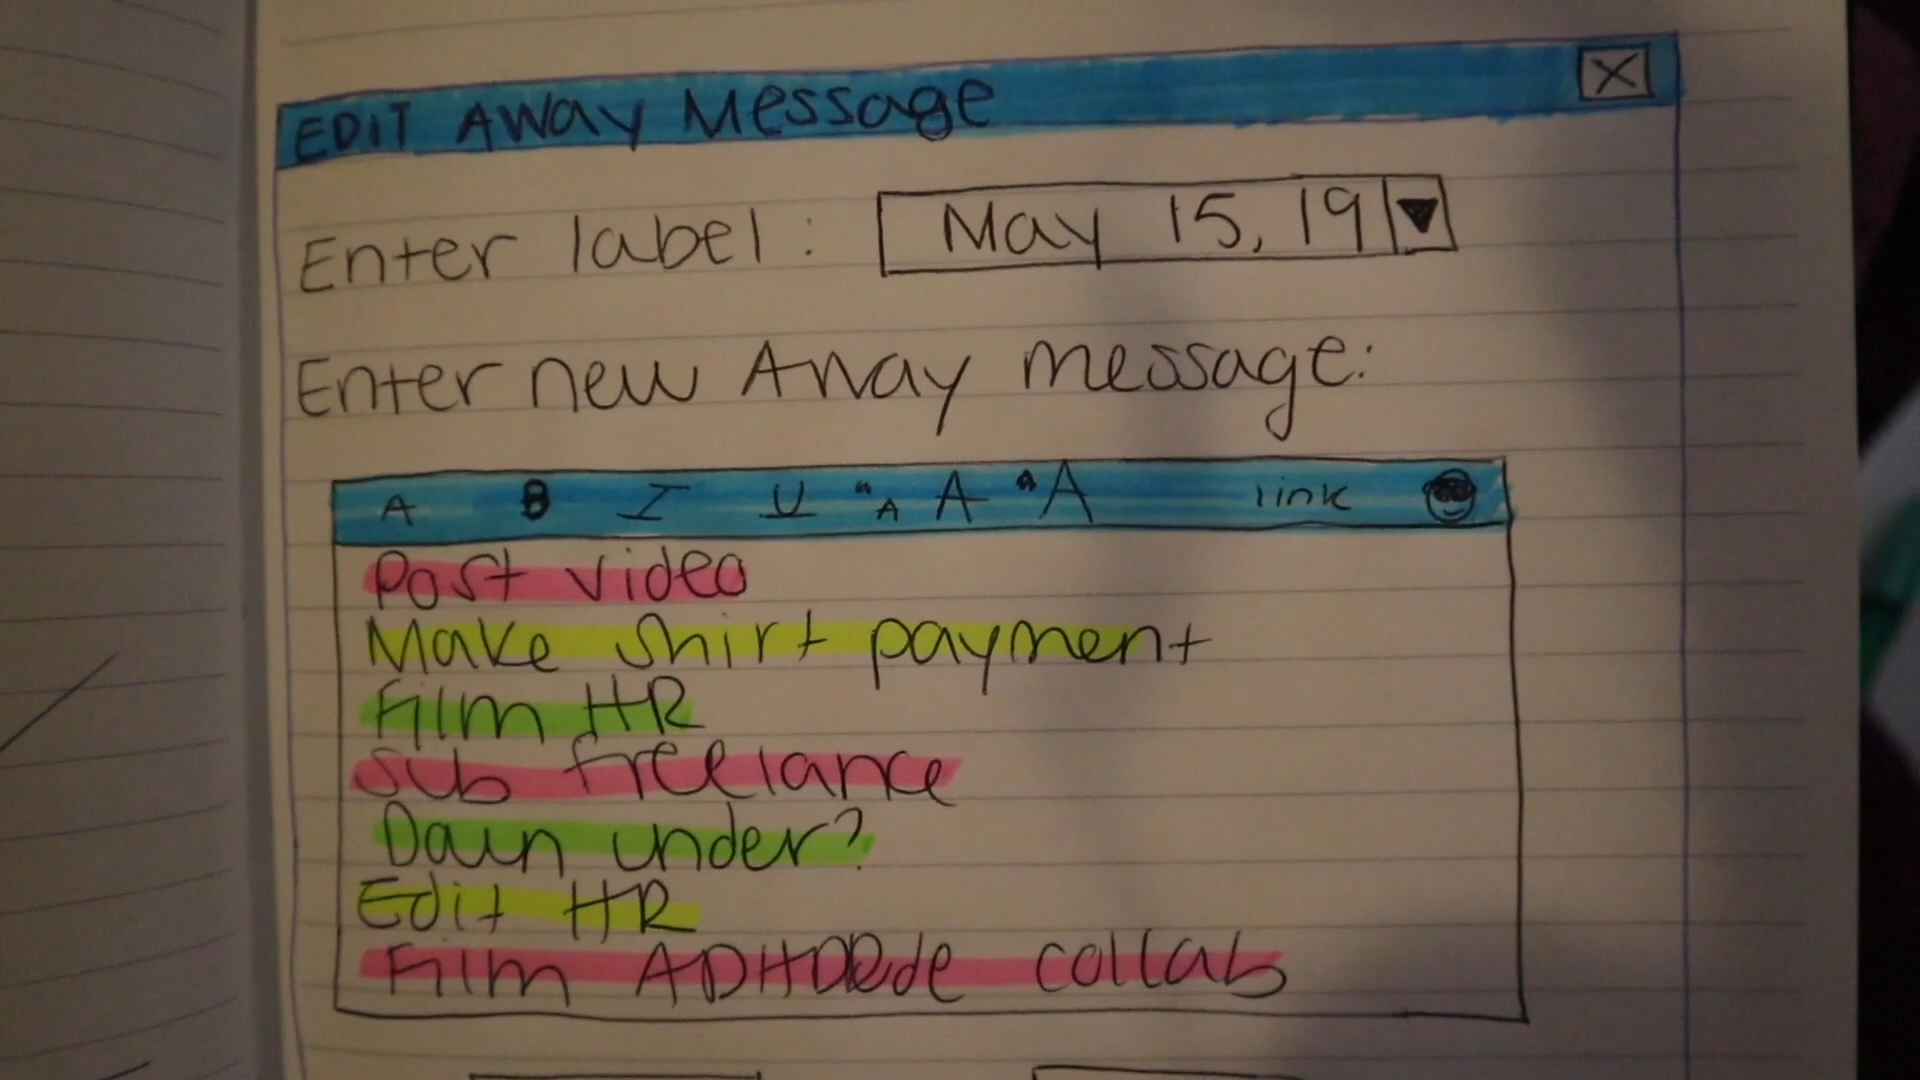 EDIT AWAY Message X
Enter label: May 15, 19
Enter new Away message:
A B I U A A A link
Post video
Make shirt payment
Film HR
Sub freelance
Down under?
Edit HR
Film collab